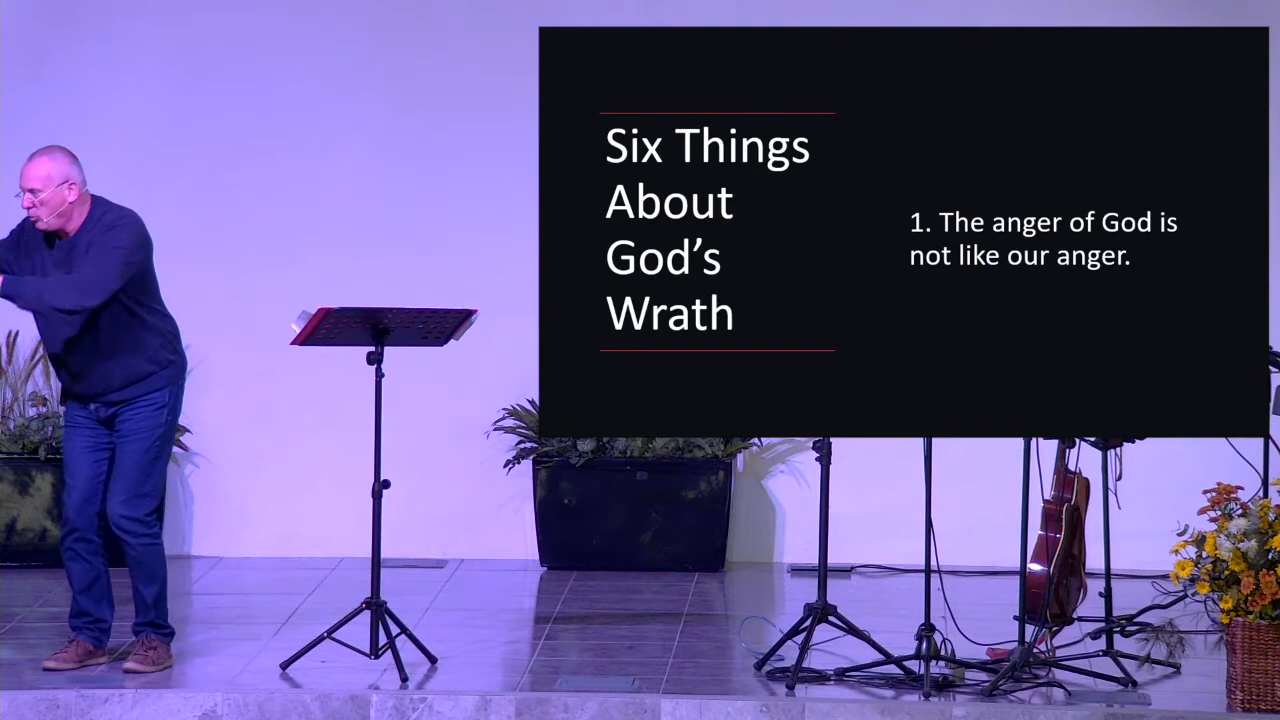 Six Things
About
God’s
Wrath
1. The anger of God is
not like our anger.